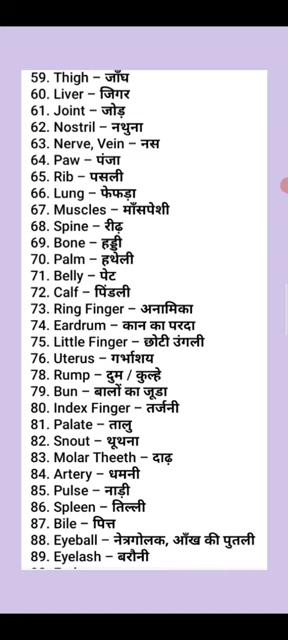 59. Thigh – जाँघ
60. Liver – जिगर
61. Joint – जोड़
62. Nostril – नथुना
63. Nerve, Vein – नस
64. Paw – पंजा
65. Rib – पसली
66. Lung – फेफड़ा
67. Muscles – माँसपेशी
68. Spine – रीढ़
69. Bone – हड्डी
70. Palm – हथेली
71. Belly – पेट
72. Calf – पिंडली
73. Ring Finger – अनामिका
74. Eardrum – कान का परदा
75. Little Finger – छोटी उंगली
76. Uterus – गर्भाशय
78. Rump – दुम / कुल्हे
79. Bun – बालों का जूडा
80. Index Finger – तर्जनी
81. Palate – तालु
82. Snout – थूथना
83. Molar Theeth – दाढ़
84. Artery – धमनी
85. Pulse – नाड़ी
86. Spleen – तिल्ली
87. Bile – पित्त
88. Eyeball – नेत्रगोलक, आँख की पुतली
89. Eyelash – बरौनी